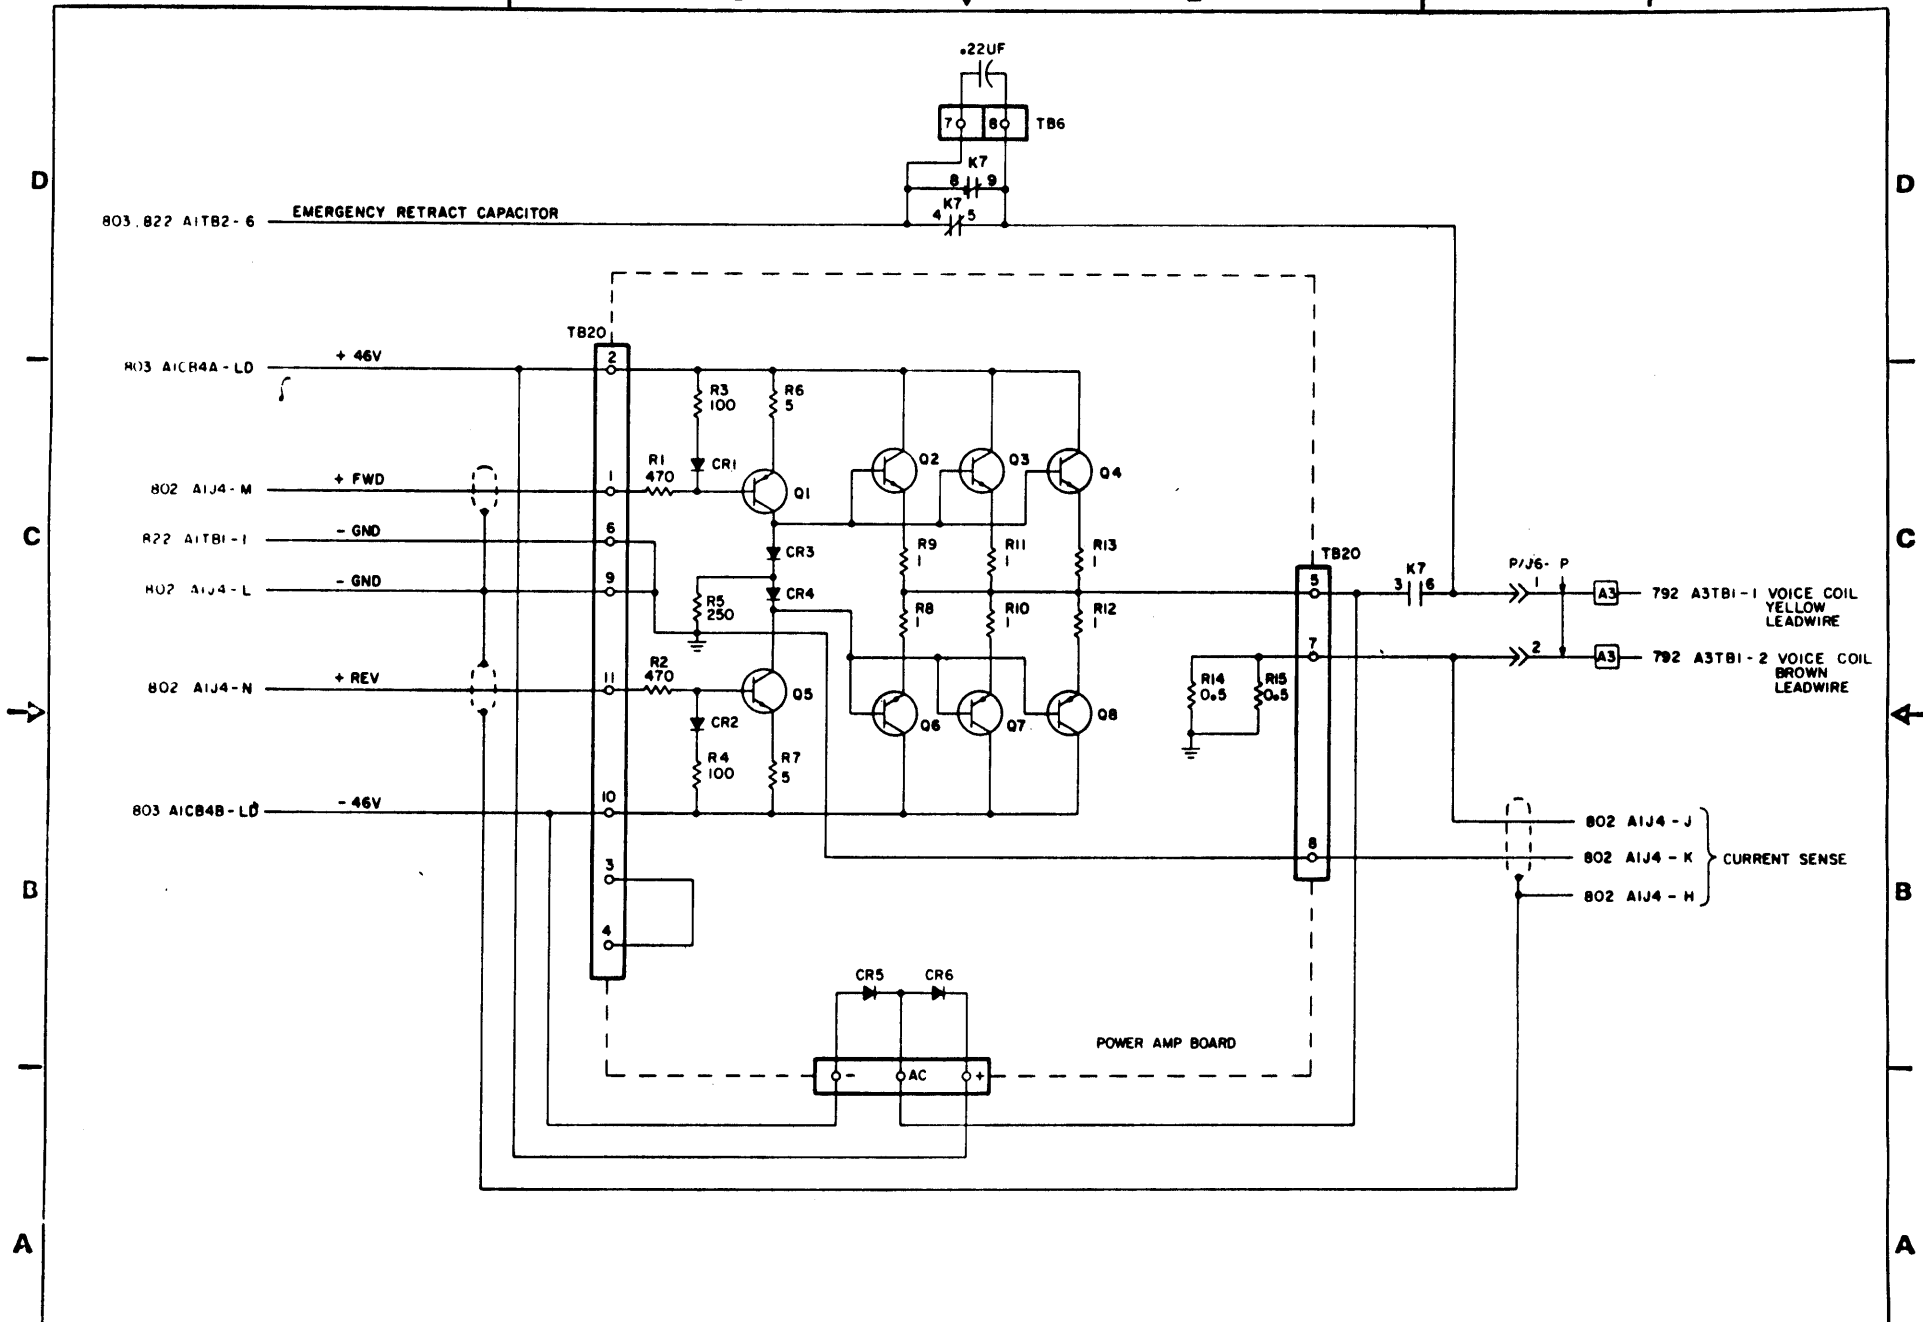 .22UF
7 8 TB6
K7
8 9
K7
4 5
D
D
803,822 A1TB2-6 EMERGENCY RETRACT CAPACITOR
TB20
803 A1CB4A-LD + 46V 2
R3
100
R6
5
CR1
Q2 Q3 Q4
R1
470
802 A1J4-M + FWD 1
Q1
C
C
822 A1TB1-1 - GND 6
CR3
R9
1
R11
1
R13
1
TB20
802 A1J4-L - GND 9
CR4
R5
250
R8
1
R10
1
R12
1
5
K7
3 6
P/J6- P
1
A3 792 A3TB1-1 VOICE COIL
YELLOW
LEADWIRE
7
2
A3 792 A3TB1-2 VOICE COIL
BROWN
LEADWIRE
R14
0.5
R15
0.5
R2
470
802 A1J4-N + REV 11
Q5
CR2
Q6 Q7 Q8
R4
100
R7
5
803 A1CB4B-LD - 46V 10
802 A1J4-J
8
802 A1J4-K
CURRENT SENSE
802 A1J4-H
3
B
B
4
CR5 CR6
POWER AMP BOARD
- AC +
A
A